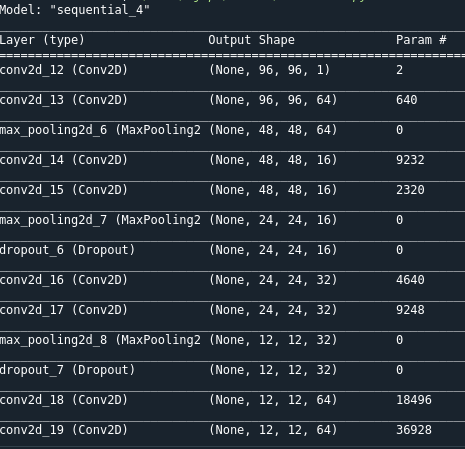 Model: "sequential_4"
Layer (type) Output Shape Param #
conv2d_12 (Conv2D) (None, 96, 96, 1) 2
conv2d_13 (Conv2D) (None, 96, 96, 64) 640
max_pooling2d_6 (MaxPooling2 (None, 48, 48, 64) 0
conv2d_14 (Conv2D) (None, 48, 48, 16) 9232
conv2d_15 (Conv2D) (None, 48, 48, 16) 2320
max_pooling2d_7 (MaxPooling2 (None, 24, 24, 16) 0
dropout_6 (Dropout) (None, 24, 24, 16) 0
conv2d_16 (Conv2D) (None, 24, 24, 32) 4640
conv2d_17 (Conv2D) (None, 24, 24, 32) 9248
max_pooling2d_8 (MaxPooling2 (None, 12, 12, 32) 0
dropout_7 (Dropout) (None, 12, 12, 32) 0
conv2d_18 (Conv2D) (None, 12, 12, 64) 18496
conv2d_19 (Conv2D) (None, 12, 12, 64) 36928